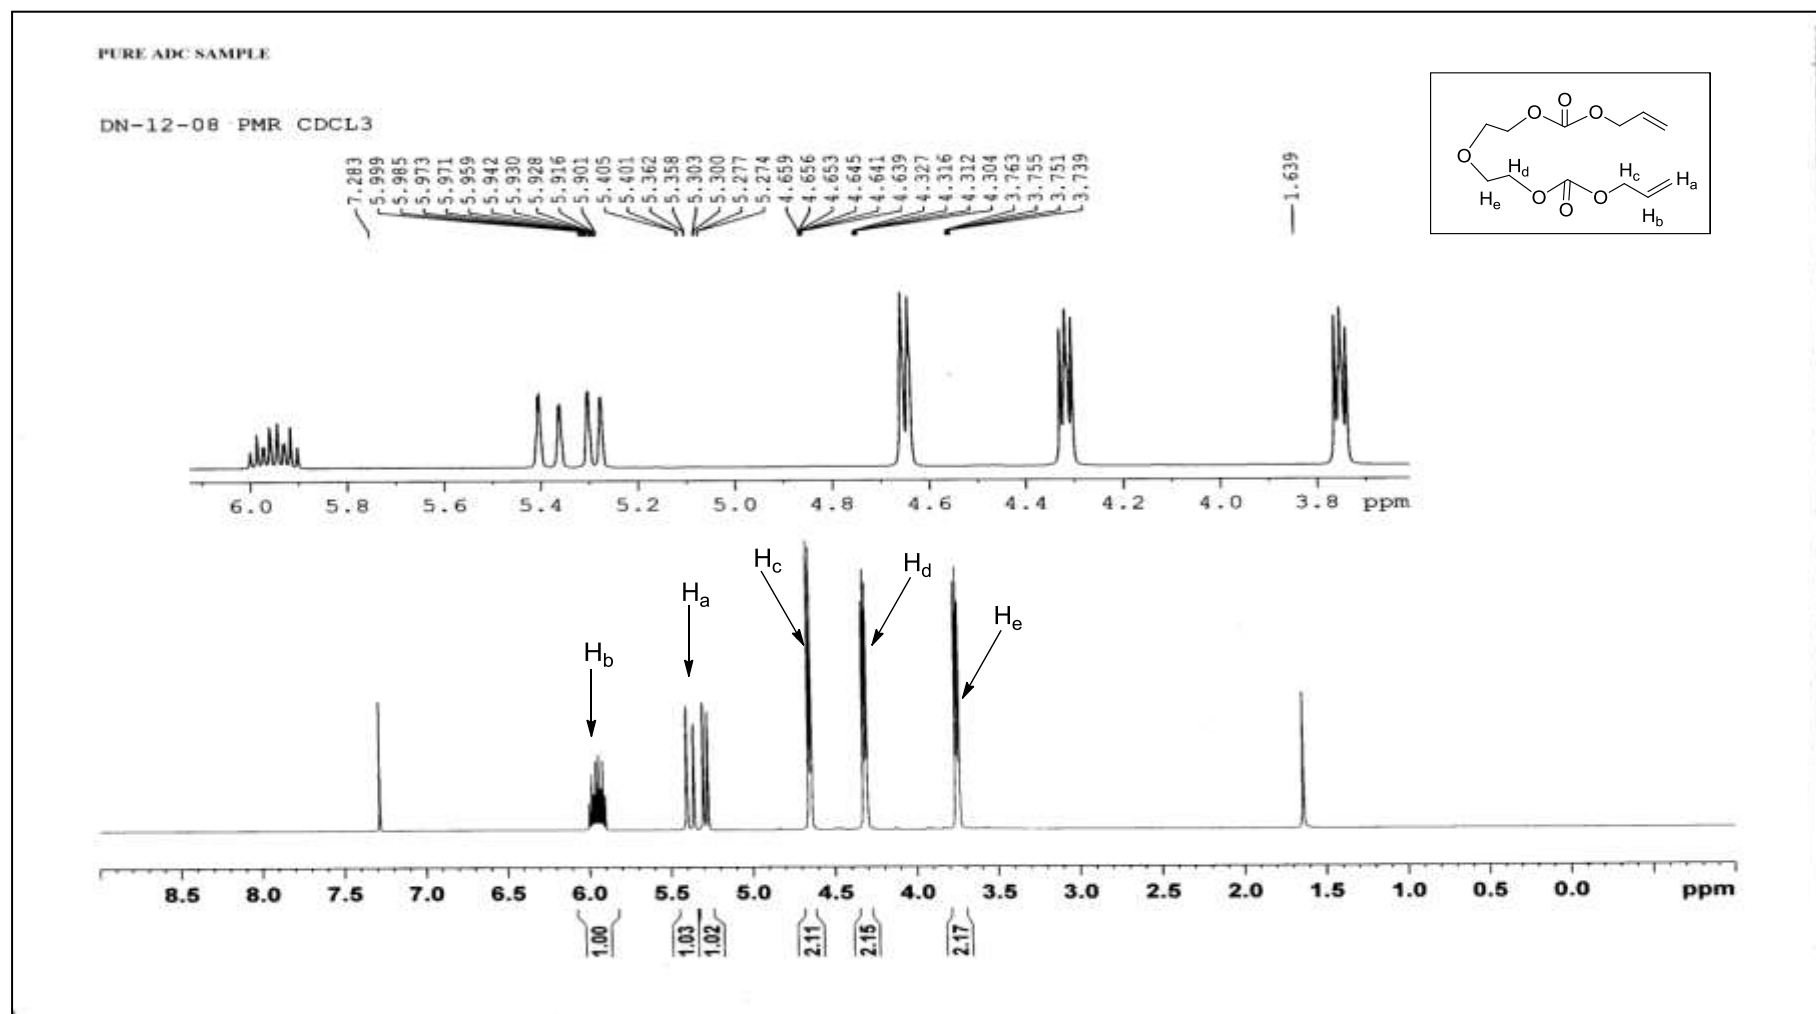 PURE ADC SAMPLE
DN-12-08 PMR CDCL3
7.283
5.999
5.985
5.973
5.971
5.959
5.942
5.930
5.928
5.916
5.901
5.405
5.401
5.362
5.358
5.303
5.300
5.277
5.274
4.659
4.656
4.653
4.645
4.641
4.639
4.327
4.316
4.312
4.304
3.763
3.755
3.751
3.739
1.639
O O O
O
Hd Hc Ha
He O O O Hb
6.0 5.8 5.6 5.4 5.2 5.0 4.8 4.6 4.4 4.2 4.0 3.8 ppm
Hc Hd
Ha
He
Hb
8.5 8.0 7.5 7.0 6.5 6.0 5.5 5.0 4.5 4.0 3.5 3.0 2.5 2.0 1.5 1.0 0.5 0.0 ppm
1.00 1.03 1.02 2.11 2.15 2.17